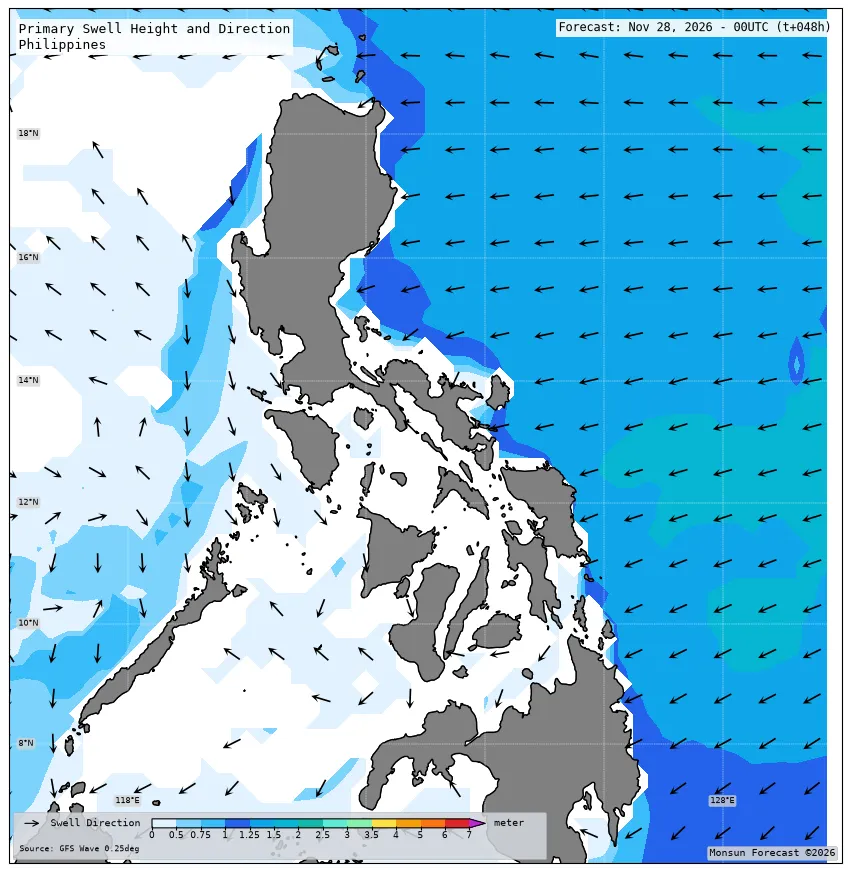 Primary Swell Height and Direction
Philippines
Forecast: Nov 28, 2026 - 00UTC (t+048h)
18°N
16°N
14°N
12°N
10°N
8°N
118°E
128°E
Swell Direction
meter
0 0.5 0.75 1 1.25 1.5 2 2.5 3 3.5 4 5 6 7
Source: GFS Wave 0.25deg
Monsun Forecast ©2026